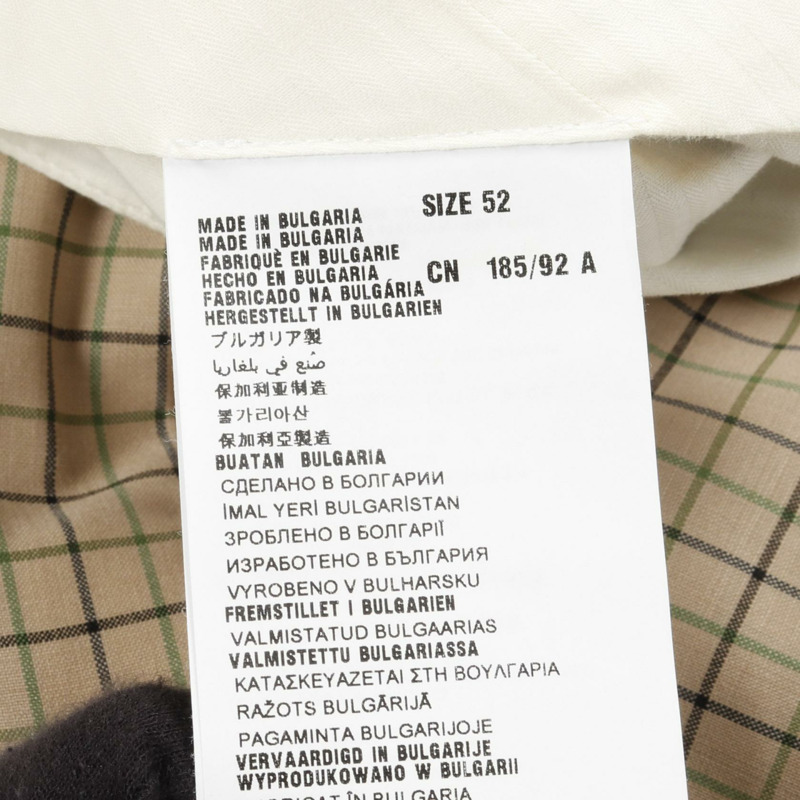 SIZE 52
CN 185/92 A
MADE IN BULGARIA
MADE IN BULGARIA
FABRIQUÈ EN BULGARIE
HECHO EN BULGARIA
FABRICADO NA BULGÁRIA
HERGESTELLT IN BULGARIEN
ブルガリア製
صُنع في بلغاريا
保加利亚制造
불가리아산
保加利亞製造
BUATAN BULGARIA
СДЕЛАНО В БОЛГАРИИ
İMAL YERİ BULGARİSTAN
ЗРОБЛЕНО В БОЛГАРІЇ
ИЗРАБОТЕНО В БЪЛГАРИЯ
VYROBENO V BULHARSKU
FREMSTILLET I BULGARIEN
VALMISTATUD BULGAARIAS
VALMISTETTU BULGARIASSA
ΚΑΤΑΣΚΕΥΑΖΕΤΑΙ ΣΤΗ ΒΟΥΛΓΑΡΙΑ
RAŽOTS BULGĀRIJĀ
PAGAMINTA BULGARIJOJE
VERVAARDIGD IN BULGARIJE
WYPRODUKOWANO W BULGARII
ÎN BULGARIA